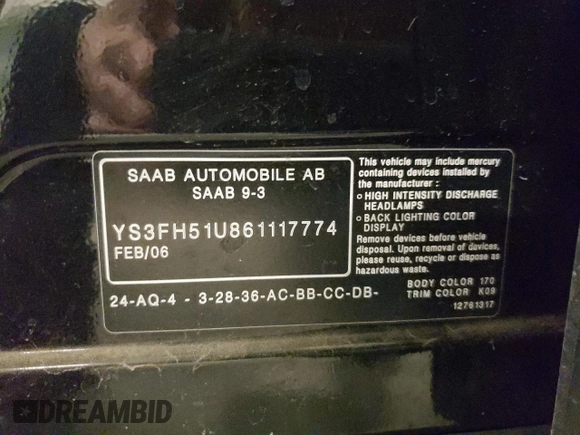 SAAB AUTOMOBILE AB
SAAB 9-3
YS3FH51U861117774
FEB/06
24-AQ-4 - 3-28-36-AC-BB-CC-DB-
This vehicle may include mercury
containing devices installed by
the manufacturer :
o HIGH INTENSITY DISCHARGE
HEADLAMPS
o BACK LIGHTING COLOR
DISPLAY
Remove devices before vehicle
disposal. Upon removal of devices,
please reuse, recycle or dispose as
hazardous waste.
BODY COLOR 170
TRIM COLOR K09
12761317
DREAMBID